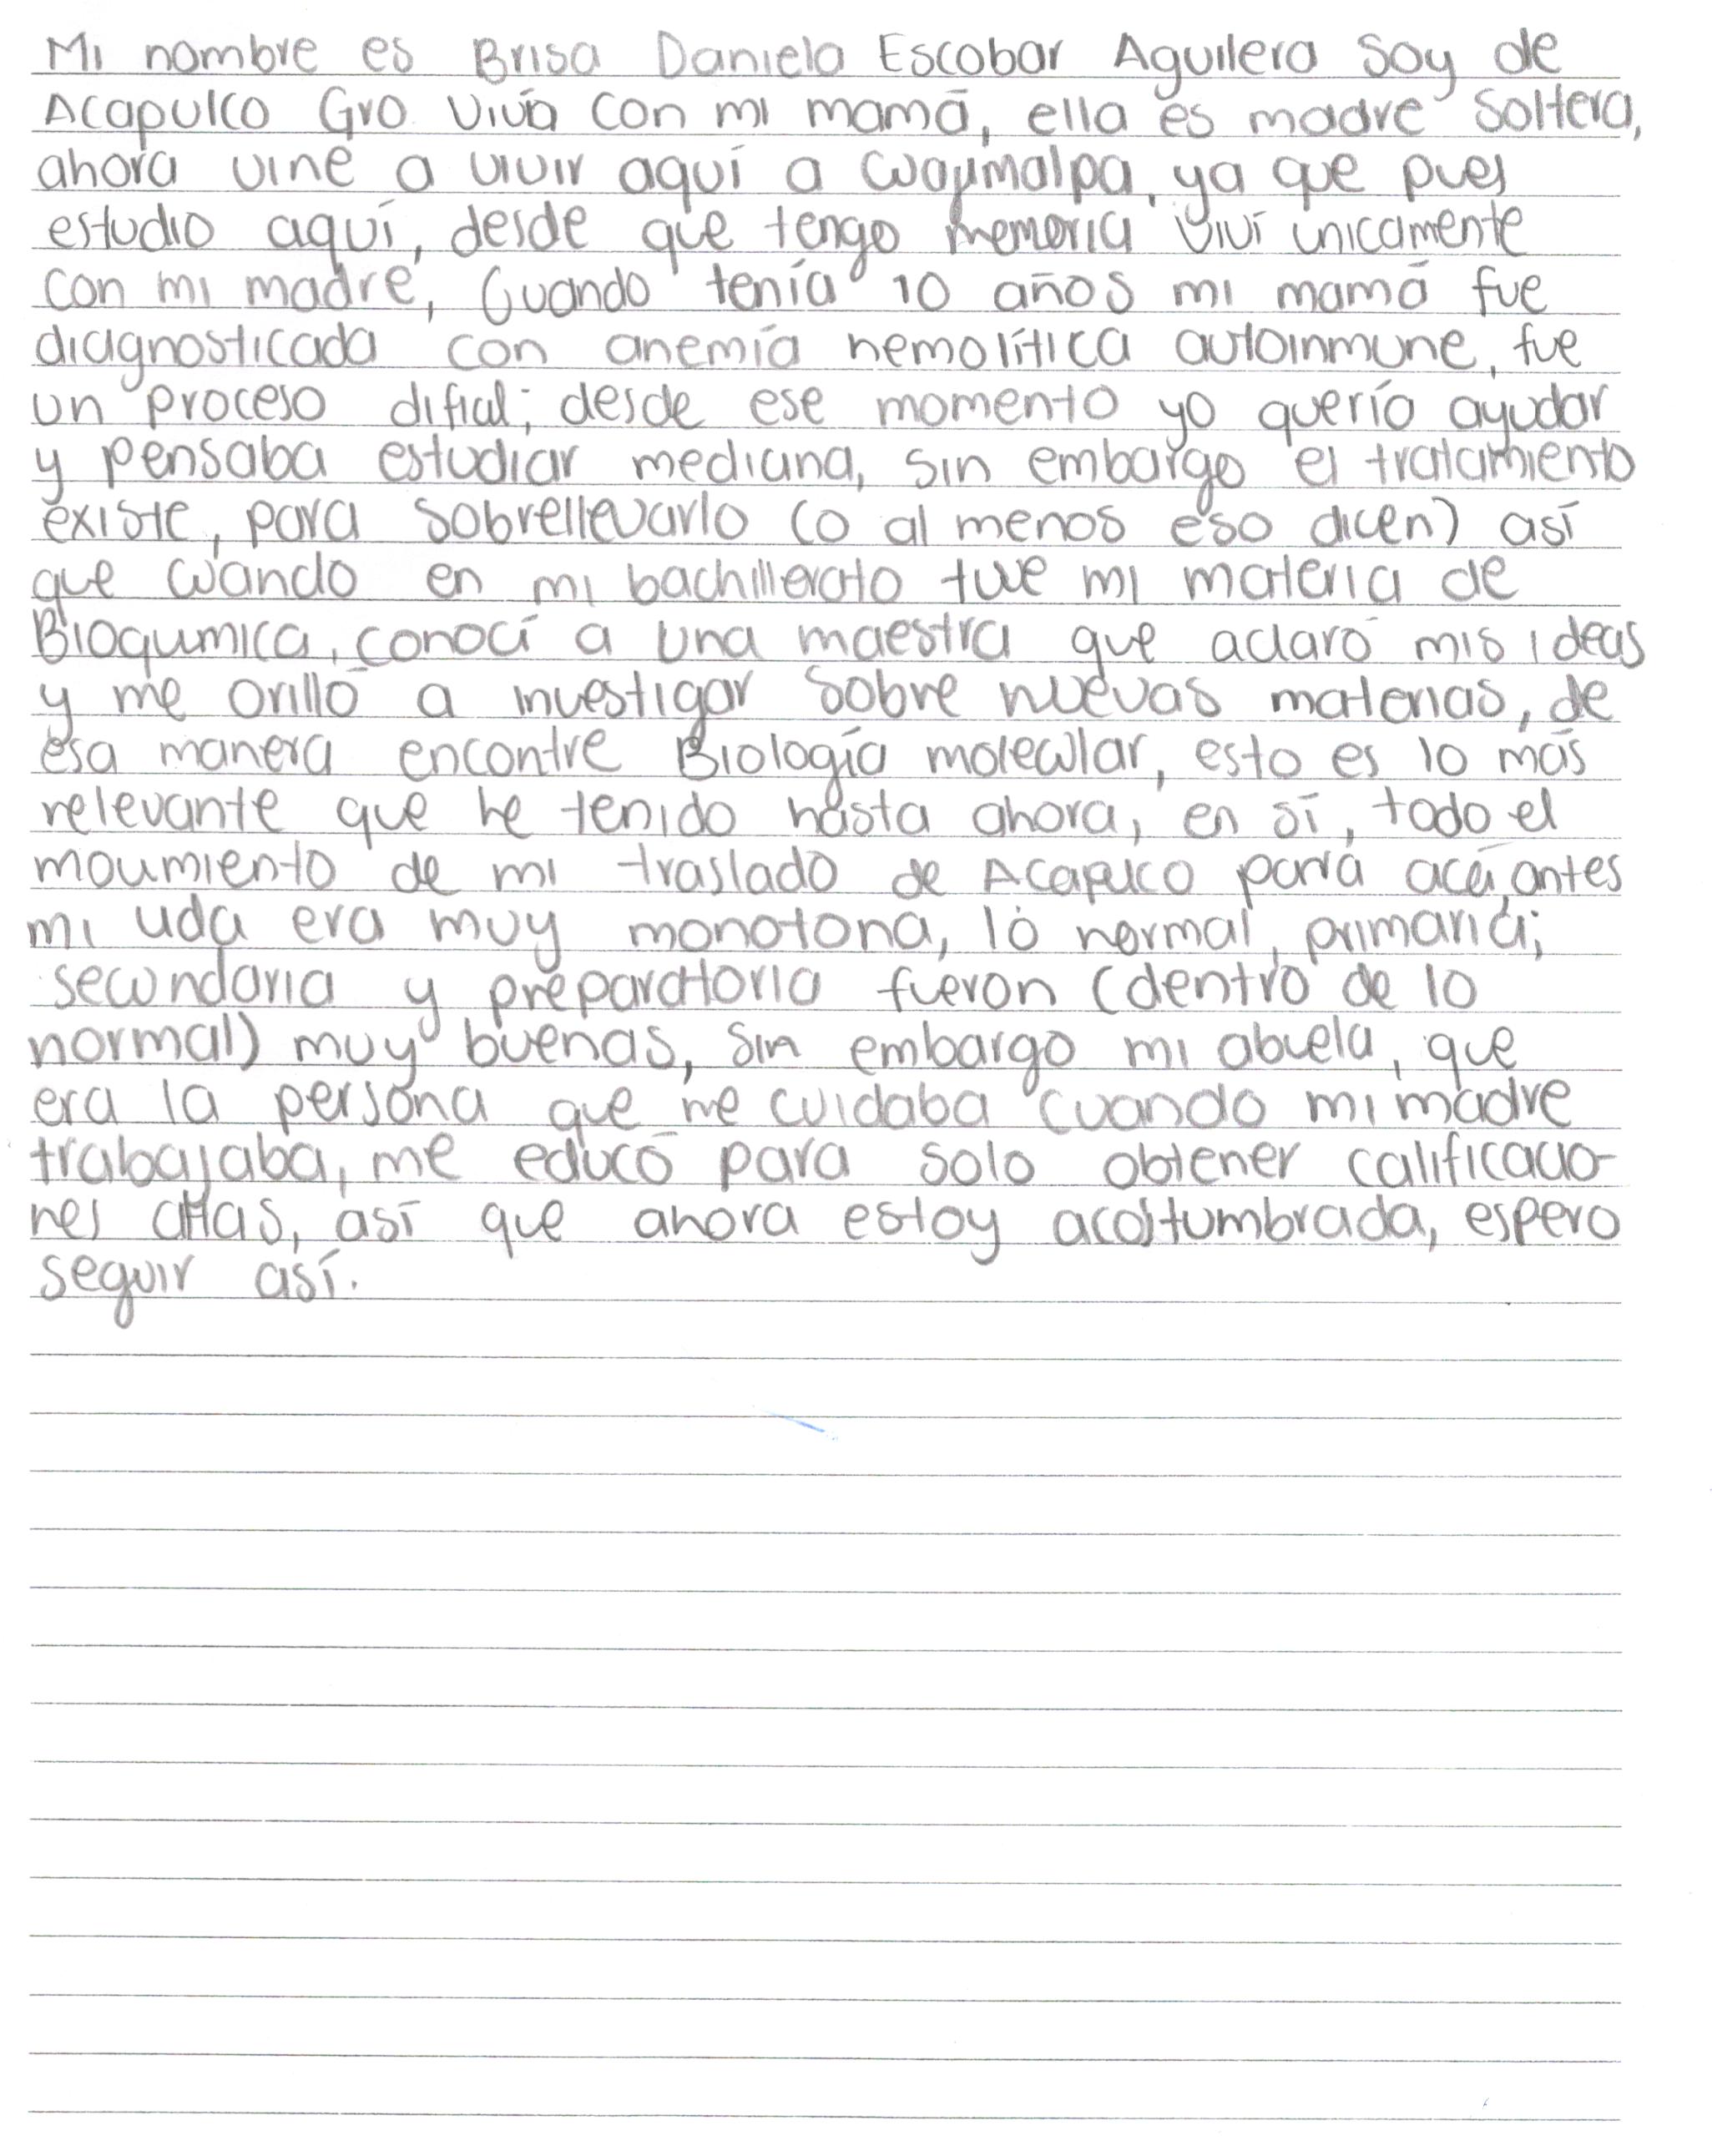 Mi nombre es Brisa Daniela Escobar Aguilera soy de
Acapulco Gro vivía con mi mamá, ella es madre soltera,
ahora vine a vivir aquí a Cuajimalpa, ya que pues
estudio aquí, desde que tengo memoria viví únicamente
con mi madre, Cuando tenía 10 años mi mamá fue
diagnosticada con anemía hemolítica autoinmune, fue
un proceso dificil; desde ese momento yo quería ayudar
y pensaba estudiar medicina, sin embargo el tratamiento
existe, para sobrellevarlo (o al menos eso dicen) así
que cuando en mi bachillerato tuve mi materia de
Bioquimica, conocí a una maestra que aclaró mis ideas
y me orilló a investigar sobre nuevas materias, de
esa manera encontre Biología molecular, esto es lo más
relevante que he tenido hasta ahora, en sí, todo el
movimiento de mi traslado de Acapulco parra acá, antes
mi vida era muy monotona, lo normal, primaria,
secundaria y preparatoria fueron (dentro de lo
normal) muy buenas, sin embargo mi abuela, que
era la persona que me cuidaba cuando mi madre
trabajaba, me educó para solo obtener calificacio-
nes altas, así que ahora estoy acostumbrada, espero
seguir así.